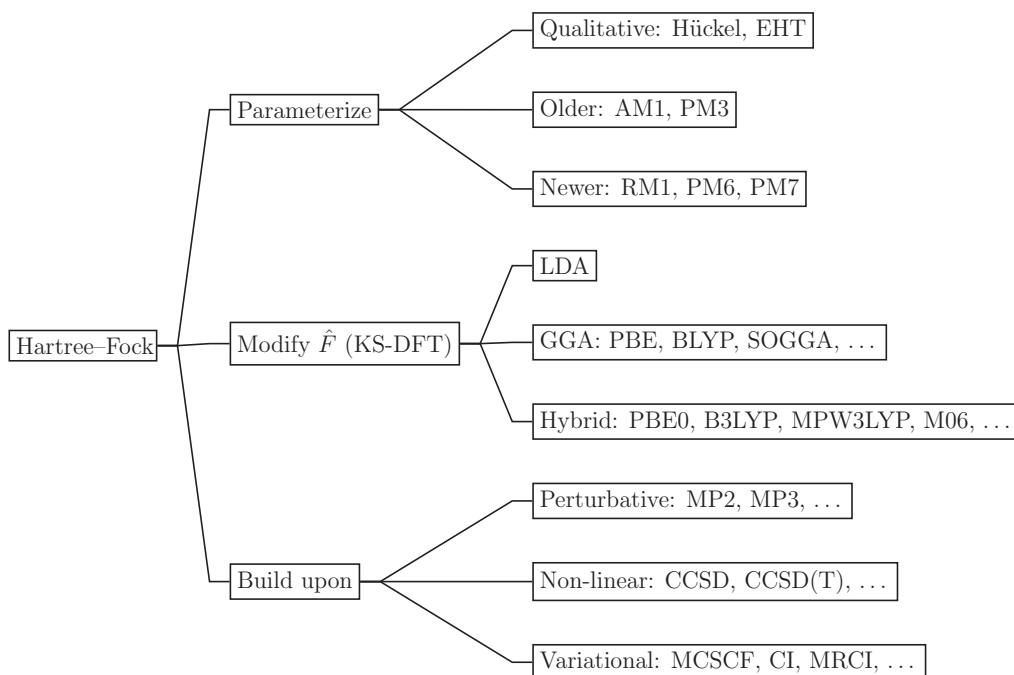 Qualitative: Hückel, EHT
Parameterize
Older: AM1, PM3
Newer: RM1, PM6, PM7
LDA
Hartree–Fock
Modify F̂ (KS-DFT)
GGA: PBE, BLYP, SOGGA, ...
Hybrid: PBE0, B3LYP, MPW3LYP, M06, ...
Perturbative: MP2, MP3, ...
Build upon
Non-linear: CCSD, CCSD(T), ...
Variational: MCSCF, CI, MRCI, ...